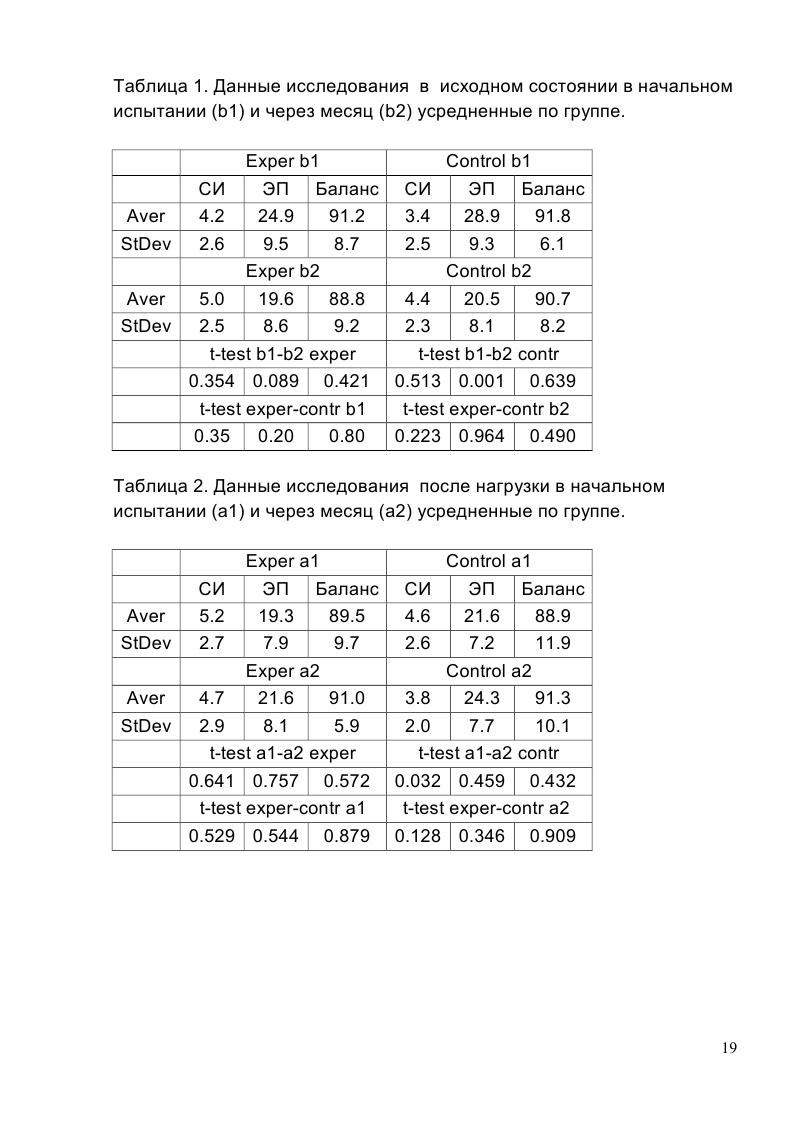 Таблица 1. Данные исследования в исходном состоянии в начальном
испытании (b1) и через месяц (b2) усредненные по группе.
Exper b1 Control b1
СИ ЭП Баланс СИ ЭП Баланс
Aver 4.2 24.9 91.2 3.4 28.9 91.8
StDev 2.6 9.5 8.7 2.5 9.3 6.1
Exper b2 Control b2
Aver 5.0 19.6 88.8 4.4 20.5 90.7
StDev 2.5 8.6 9.2 2.3 8.1 8.2
t-test b1-b2 exper t-test b1-b2 contr
0.354 0.089 0.421 0.513 0.001 0.639
t-test exper-contr b1 t-test exper-contr b2
0.35 0.20 0.80 0.223 0.964 0.490
Таблица 2. Данные исследования после нагрузки в начальном
испытании (a1) и через месяц (a2) усредненные по группе.
Exper a1 Control a1
СИ ЭП Баланс СИ ЭП Баланс
Aver 5.2 19.3 89.5 4.6 21.6 88.9
StDev 2.7 7.9 9.7 2.6 7.2 11.9
Exper a2 Control a2
Aver 4.7 21.6 91.0 3.8 24.3 91.3
StDev 2.9 8.1 5.9 2.0 7.7 10.1
t-test a1-a2 exper t-test a1-a2 contr
0.641 0.757 0.572 0.032 0.459 0.432
t-test exper-contr a1 t-test exper-contr a2
0.529 0.544 0.879 0.128 0.346 0.909
19